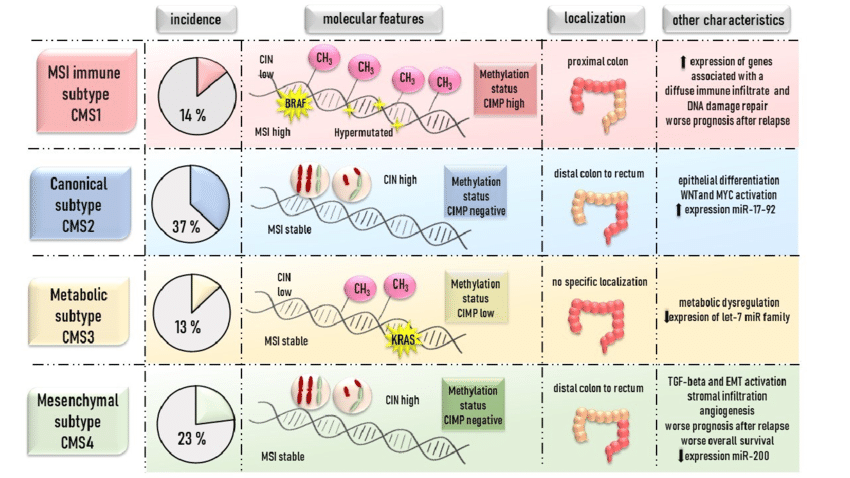 incidence
molecular features
localization
other characteristics
MSI immune
subtype
CMS1
14 %
CIN
low
CH3
CH3
CH3
CH3
BRAF
MSI high
Hypermutated
Methylation
status
CIMP high
proximal colon
⬆ expression of genes
associated with a
diffuse immune infiltrate and
DNA damage repair
worse prognosis after relapse
Canonical
subtype
CMS2
37 %
CIN high
MSI stable
Methylation
status
CIMP negative
distal colon to rectum
epithelial differentiation
WNTand MYC activation
⬆ expression miR-17-92
Metabolic
subtype
CMS3
13 %
CIN
low
CH3
CH3
MSI stable
KRAS
Methylation
status
CIMP low
no specific localization
metabolic dysregulation
⬇expresion of let-7 miR family
Mesenchymal
subtype
CMS4
23 %
CIN high
MSI stable
Methylation
status
CIMP negative
distal colon to rectum
TGF-beta and EMT activation
stromal infiltration
angiogenesis
worse prognosis after relapse
worse overall survival
⬇expression miR-200